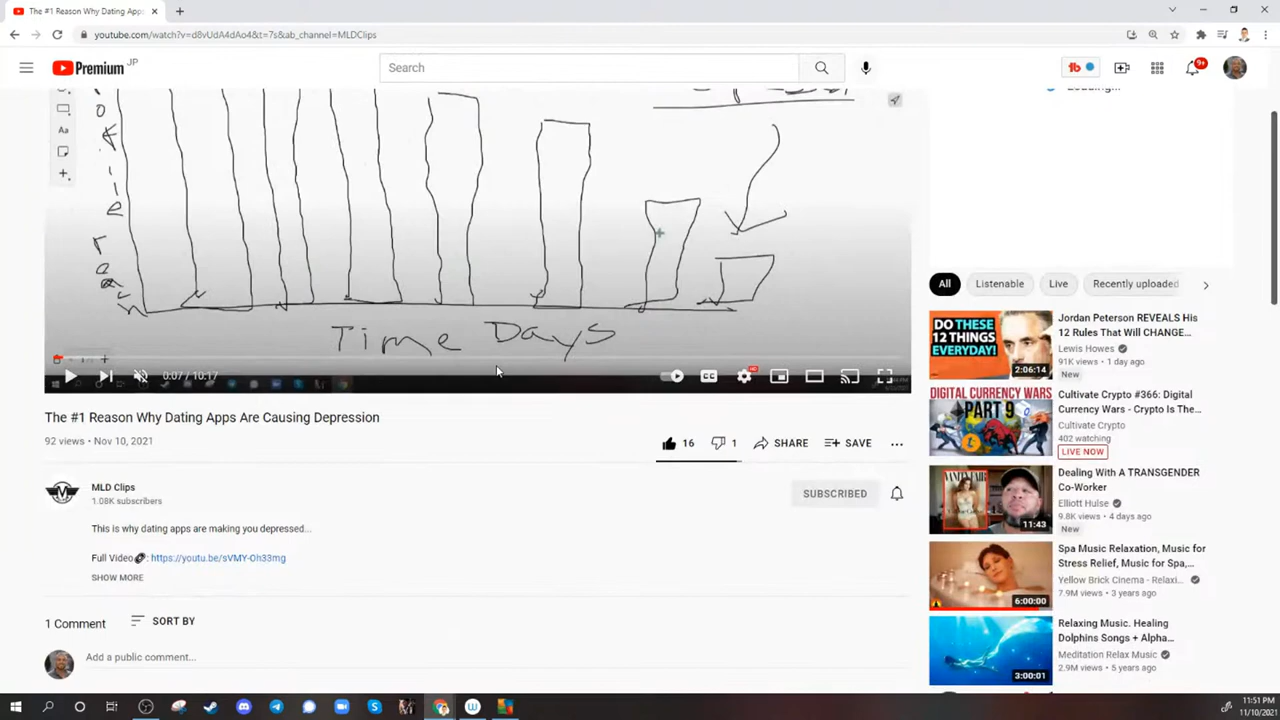 The #1 Reason Why Dating App
youtube.com/watch?v=d8vUdA4dAo4&t=7s&ab_channel=MLDClips
Premium JP
Search
9+
Loading...
Aa
Time Days
0:07 / 10:17
CC
HD
The #1 Reason Why Dating Apps Are Causing Depression
92 views • Nov 10, 2021
16
1
SHARE
SAVE
MLD Clips
1.08K subscribers
SUBSCRIBED
This is why dating apps are making you depressed...
Full Video: https://youtu.be/sVMY-Oh33mg
SHOW MORE
1 Comment
SORT BY
Add a public comment...
All
Listenable
Live
Recently uploaded
DO THESE
12 THINGS
EVERYDAY!
2:06:14
Jordan Peterson REVEALS His
12 Rules That Will CHANGE...
Lewis Howes
91K views • 1 day ago
New
DIGITAL CURRENCY WARS
PART 9
Cultivate Crypto #366: Digital
Currency Wars - Crypto Is The...
Cultivate Crypto
402 watching
LIVE NOW
VANITY FAIR
11:43
Dealing With A TRANSGENDER
Co-Worker
Elliott Hulse
9.8K views • 4 days ago
New
6:00:00
Spa Music Relaxation, Music for
Stress Relief, Music for Spa,...
Yellow Brick Cinema - Relaxi...
7.9M views • 3 years ago
3:00:01
Relaxing Music. Healing
Dolphins Songs + Alpha...
Meditation Relax Music
2.9M views • 5 years ago
11:51 PM
11/10/2021